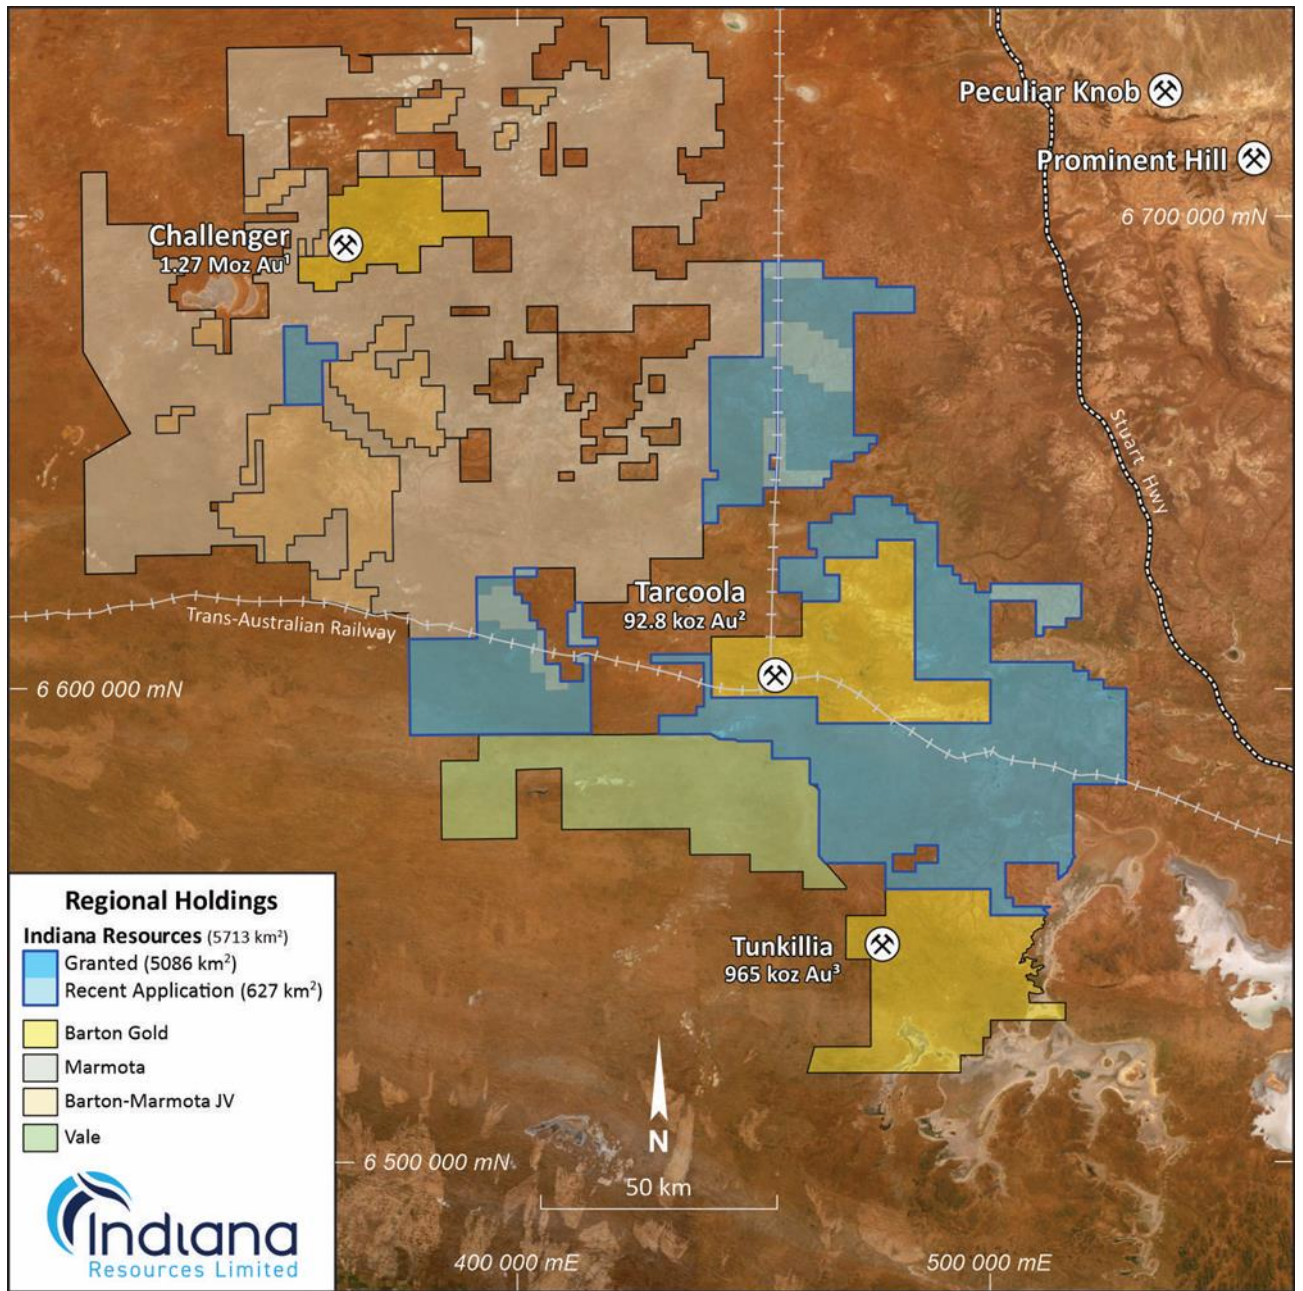 Peculiar Knob
Prominent Hill
6 700 000 mN
Challenger
1.27 Moz Au¹
Stuart Hwy
Tarcoola
92.8 koz Au²
Trans-Australian Railway
6 600 000 mN
Regional Holdings
Indiana Resources (5713 km²)
Granted (5086 km²)
Recent Application (627 km²)
Barton Gold
Marmota
Barton-Marmota JV
Vale
Indiana
Resources Limited
Tunkillia
965 koz Au³
N
50 km
6 500 000 mN
400 000 mE
500 000 mE